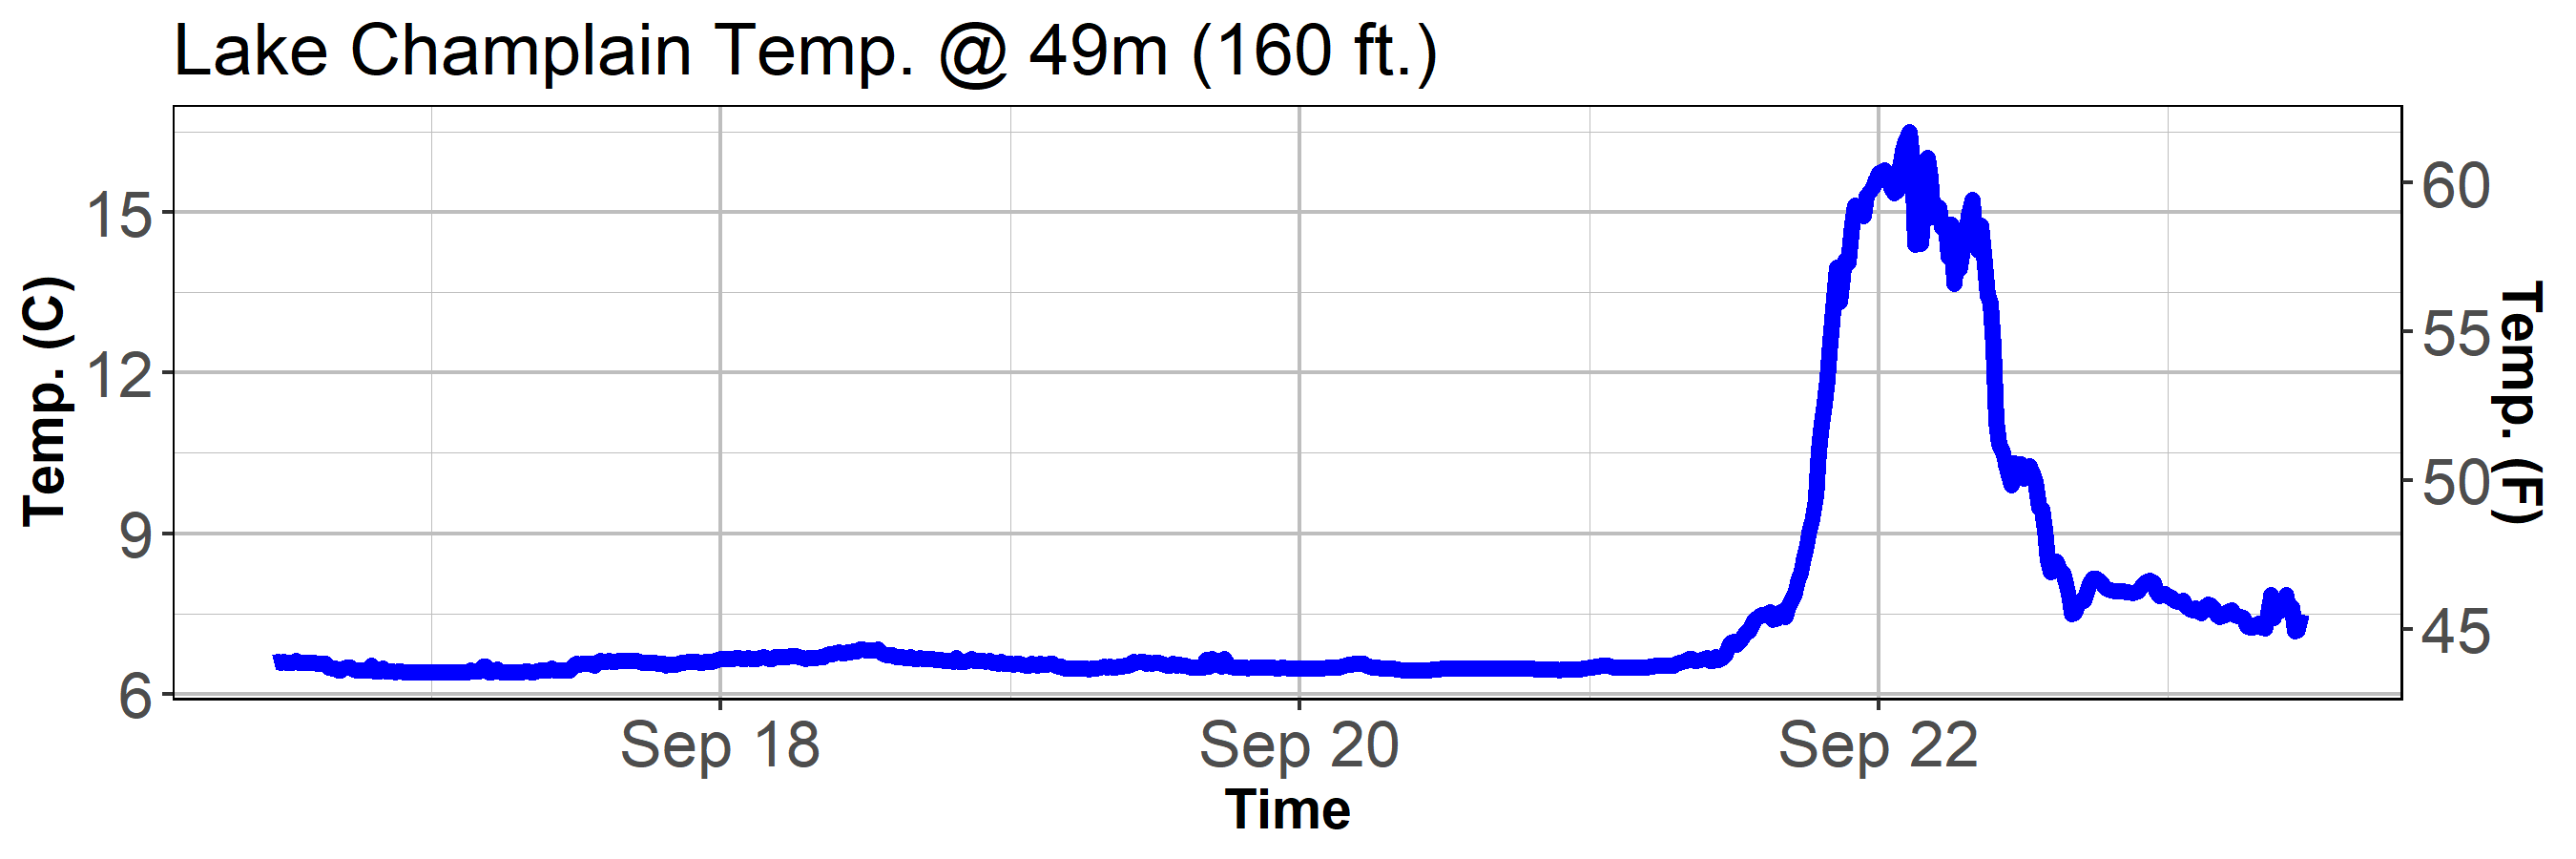 Lake Champlain Temp. @ 49m (160 ft.)
Temp. (C)
15
12
9
6
60
55
50
45
Temp. (F)
Sep 18
Sep 20
Sep 22
Time